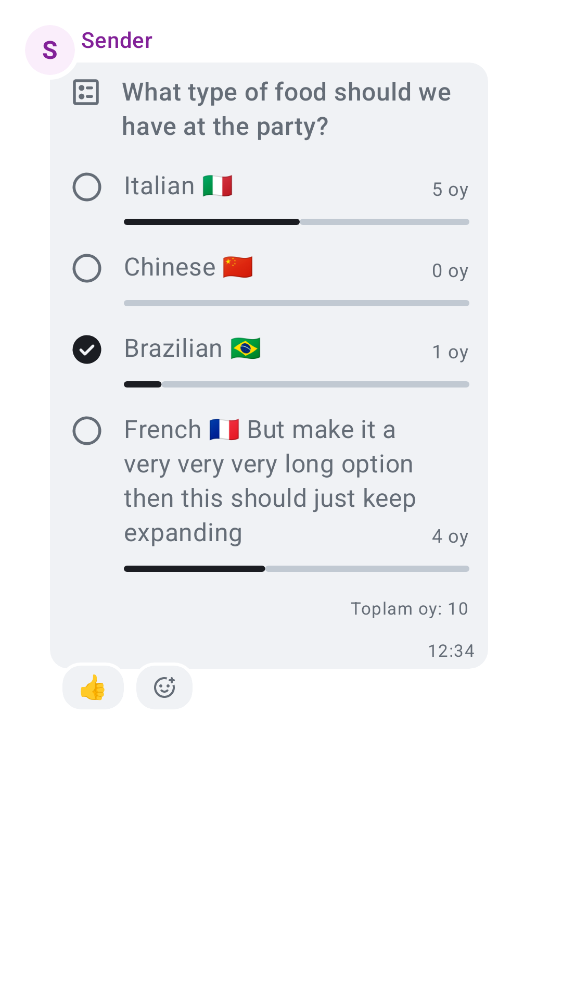 S
Sender
What type of food should we
have at the party?
Italian 🇮🇹
5 oy
Chinese 🇨🇳
0 oy
Brazilian 🇧🇷
1 oy
French 🇫🇷 But make it a
very very very long option
then this should just keep
expanding
4 oy
Toplam oy: 10
12:34
👍